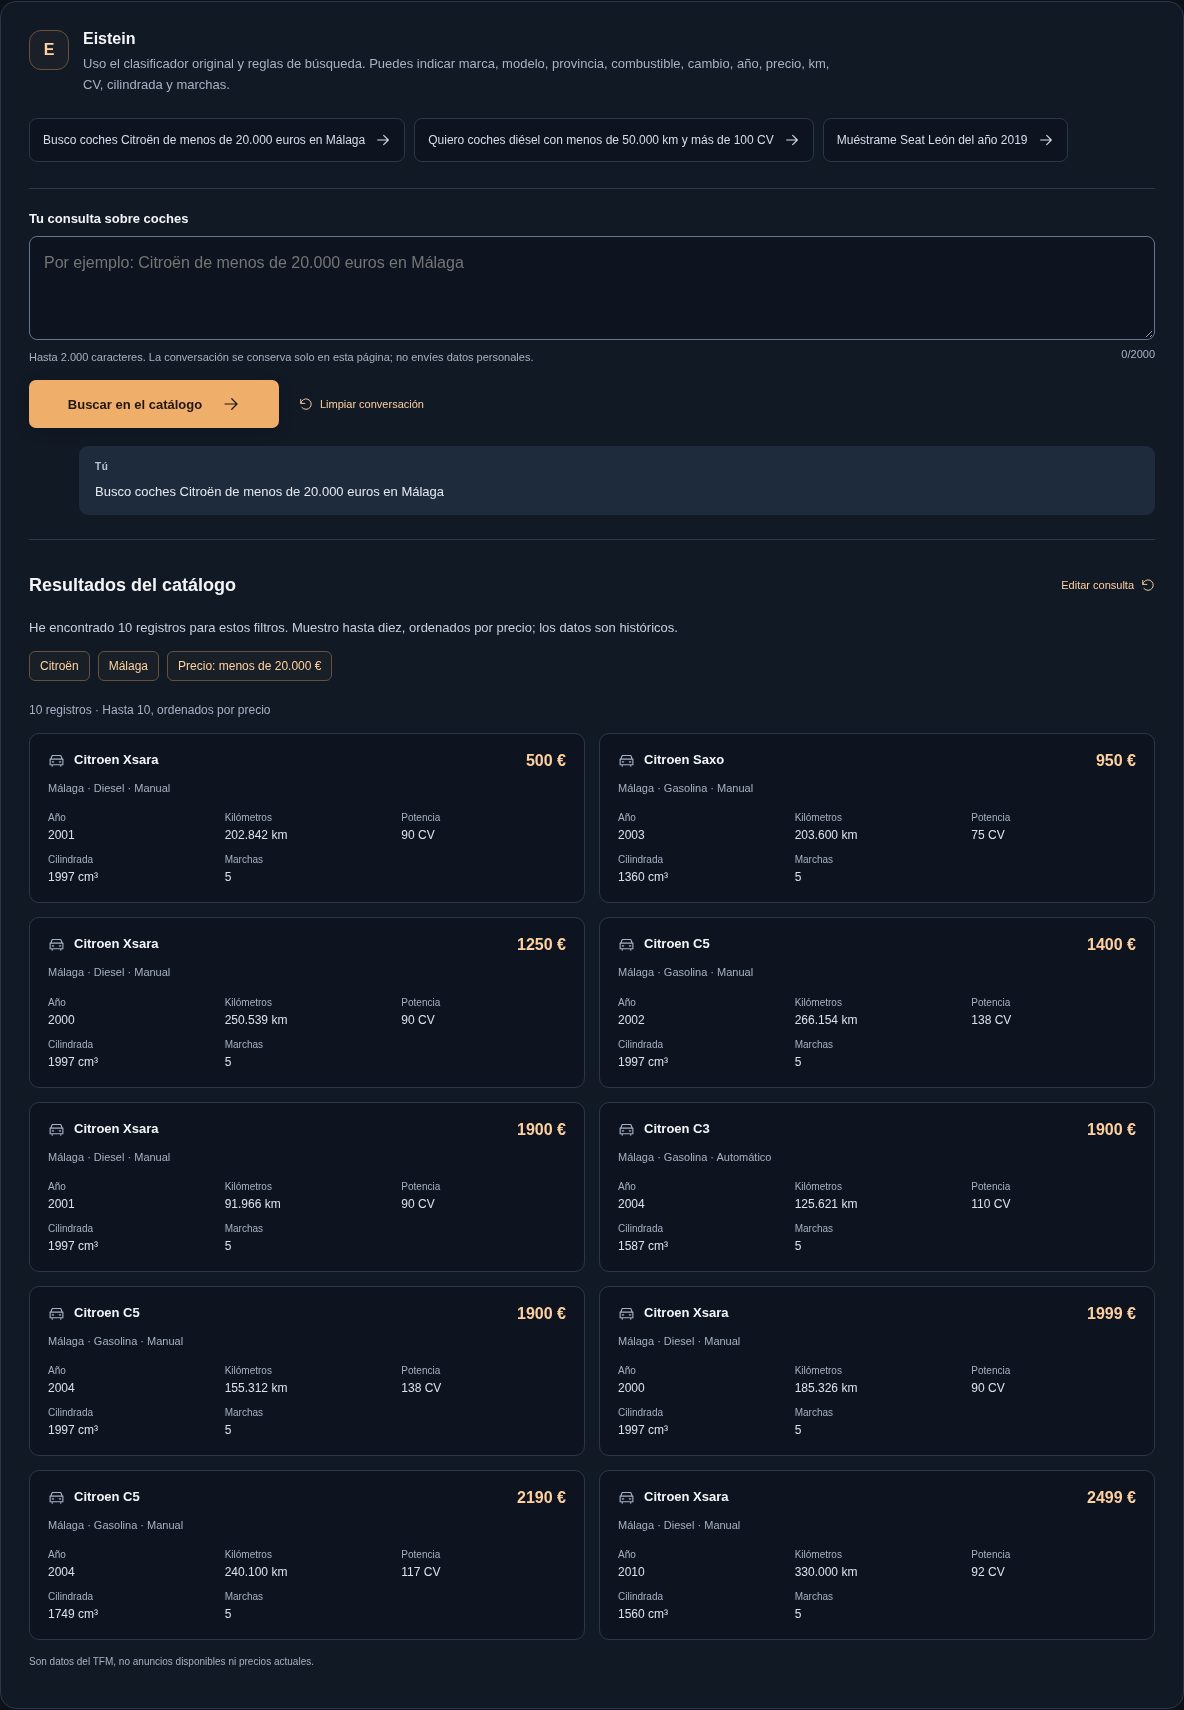 E
Eistein
Uso el clasificador original y reglas de búsqueda. Puedes indicar marca, modelo, provincia, combustible, cambio, año, precio, km,
CV, cilindrada y marchas.
Busco coches Citroën de menos de 20.000 euros en Málaga
Quiero coches diésel con menos de 50.000 km y más de 100 CV
Muéstrame Seat León del año 2019
Tu consulta sobre coches
Por ejemplo: Citroën de menos de 20.000 euros en Málaga
Hasta 2.000 caracteres. La conversación se conserva solo en esta página; no envíes datos personales.
0/2000
Buscar en el catálogo
Limpiar conversación
Tú
Busco coches Citroën de menos de 20.000 euros en Málaga
Resultados del catálogo
Editar consulta
He encontrado 10 registros para estos filtros. Muestro hasta diez, ordenados por precio; los datos son históricos.
Citroën
Málaga
Precio: menos de 20.000 €
10 registros · Hasta 10, ordenados por precio
Citroen Xsara 500 €
Málaga · Diesel · Manual
Año Kilómetros Potencia
2001 202.842 km 90 CV
Cilindrada Marchas
1997 cm³ 5
Citroen Saxo 950 €
Málaga · Gasolina · Manual
Año Kilómetros Potencia
2003 203.600 km 75 CV
Cilindrada Marchas
1360 cm³ 5
Citroen Xsara 1250 €
Málaga · Diesel · Manual
Año Kilómetros Potencia
2000 250.539 km 90 CV
Cilindrada Marchas
1997 cm³ 5
Citroen C5 1400 €
Málaga · Gasolina · Manual
Año Kilómetros Potencia
2002 266.154 km 138 CV
Cilindrada Marchas
1997 cm³ 5
Citroen Xsara 1900 €
Málaga · Diesel · Manual
Año Kilómetros Potencia
2001 91.966 km 90 CV
Cilindrada Marchas
1997 cm³ 5
Citroen C3 1900 €
Málaga · Gasolina · Automático
Año Kilómetros Potencia
2004 125.621 km 110 CV
Cilindrada Marchas
1587 cm³ 5
Citroen C5 1900 €
Málaga · Gasolina · Manual
Año Kilómetros Potencia
2004 155.312 km 138 CV
Cilindrada Marchas
1997 cm³ 5
Citroen Xsara 1999 €
Málaga · Diesel · Manual
Año Kilómetros Potencia
2000 185.326 km 90 CV
Cilindrada Marchas
1997 cm³ 5
Citroen C5 2190 €
Málaga · Gasolina · Manual
Año Kilómetros Potencia
2004 240.100 km 117 CV
Cilindrada Marchas
1749 cm³ 5
Citroen Xsara 2499 €
Málaga · Diesel · Manual
Año Kilómetros Potencia
2010 330.000 km 92 CV
Cilindrada Marchas
1560 cm³ 5
Son datos del TFM, no anuncios disponibles ni precios actuales.